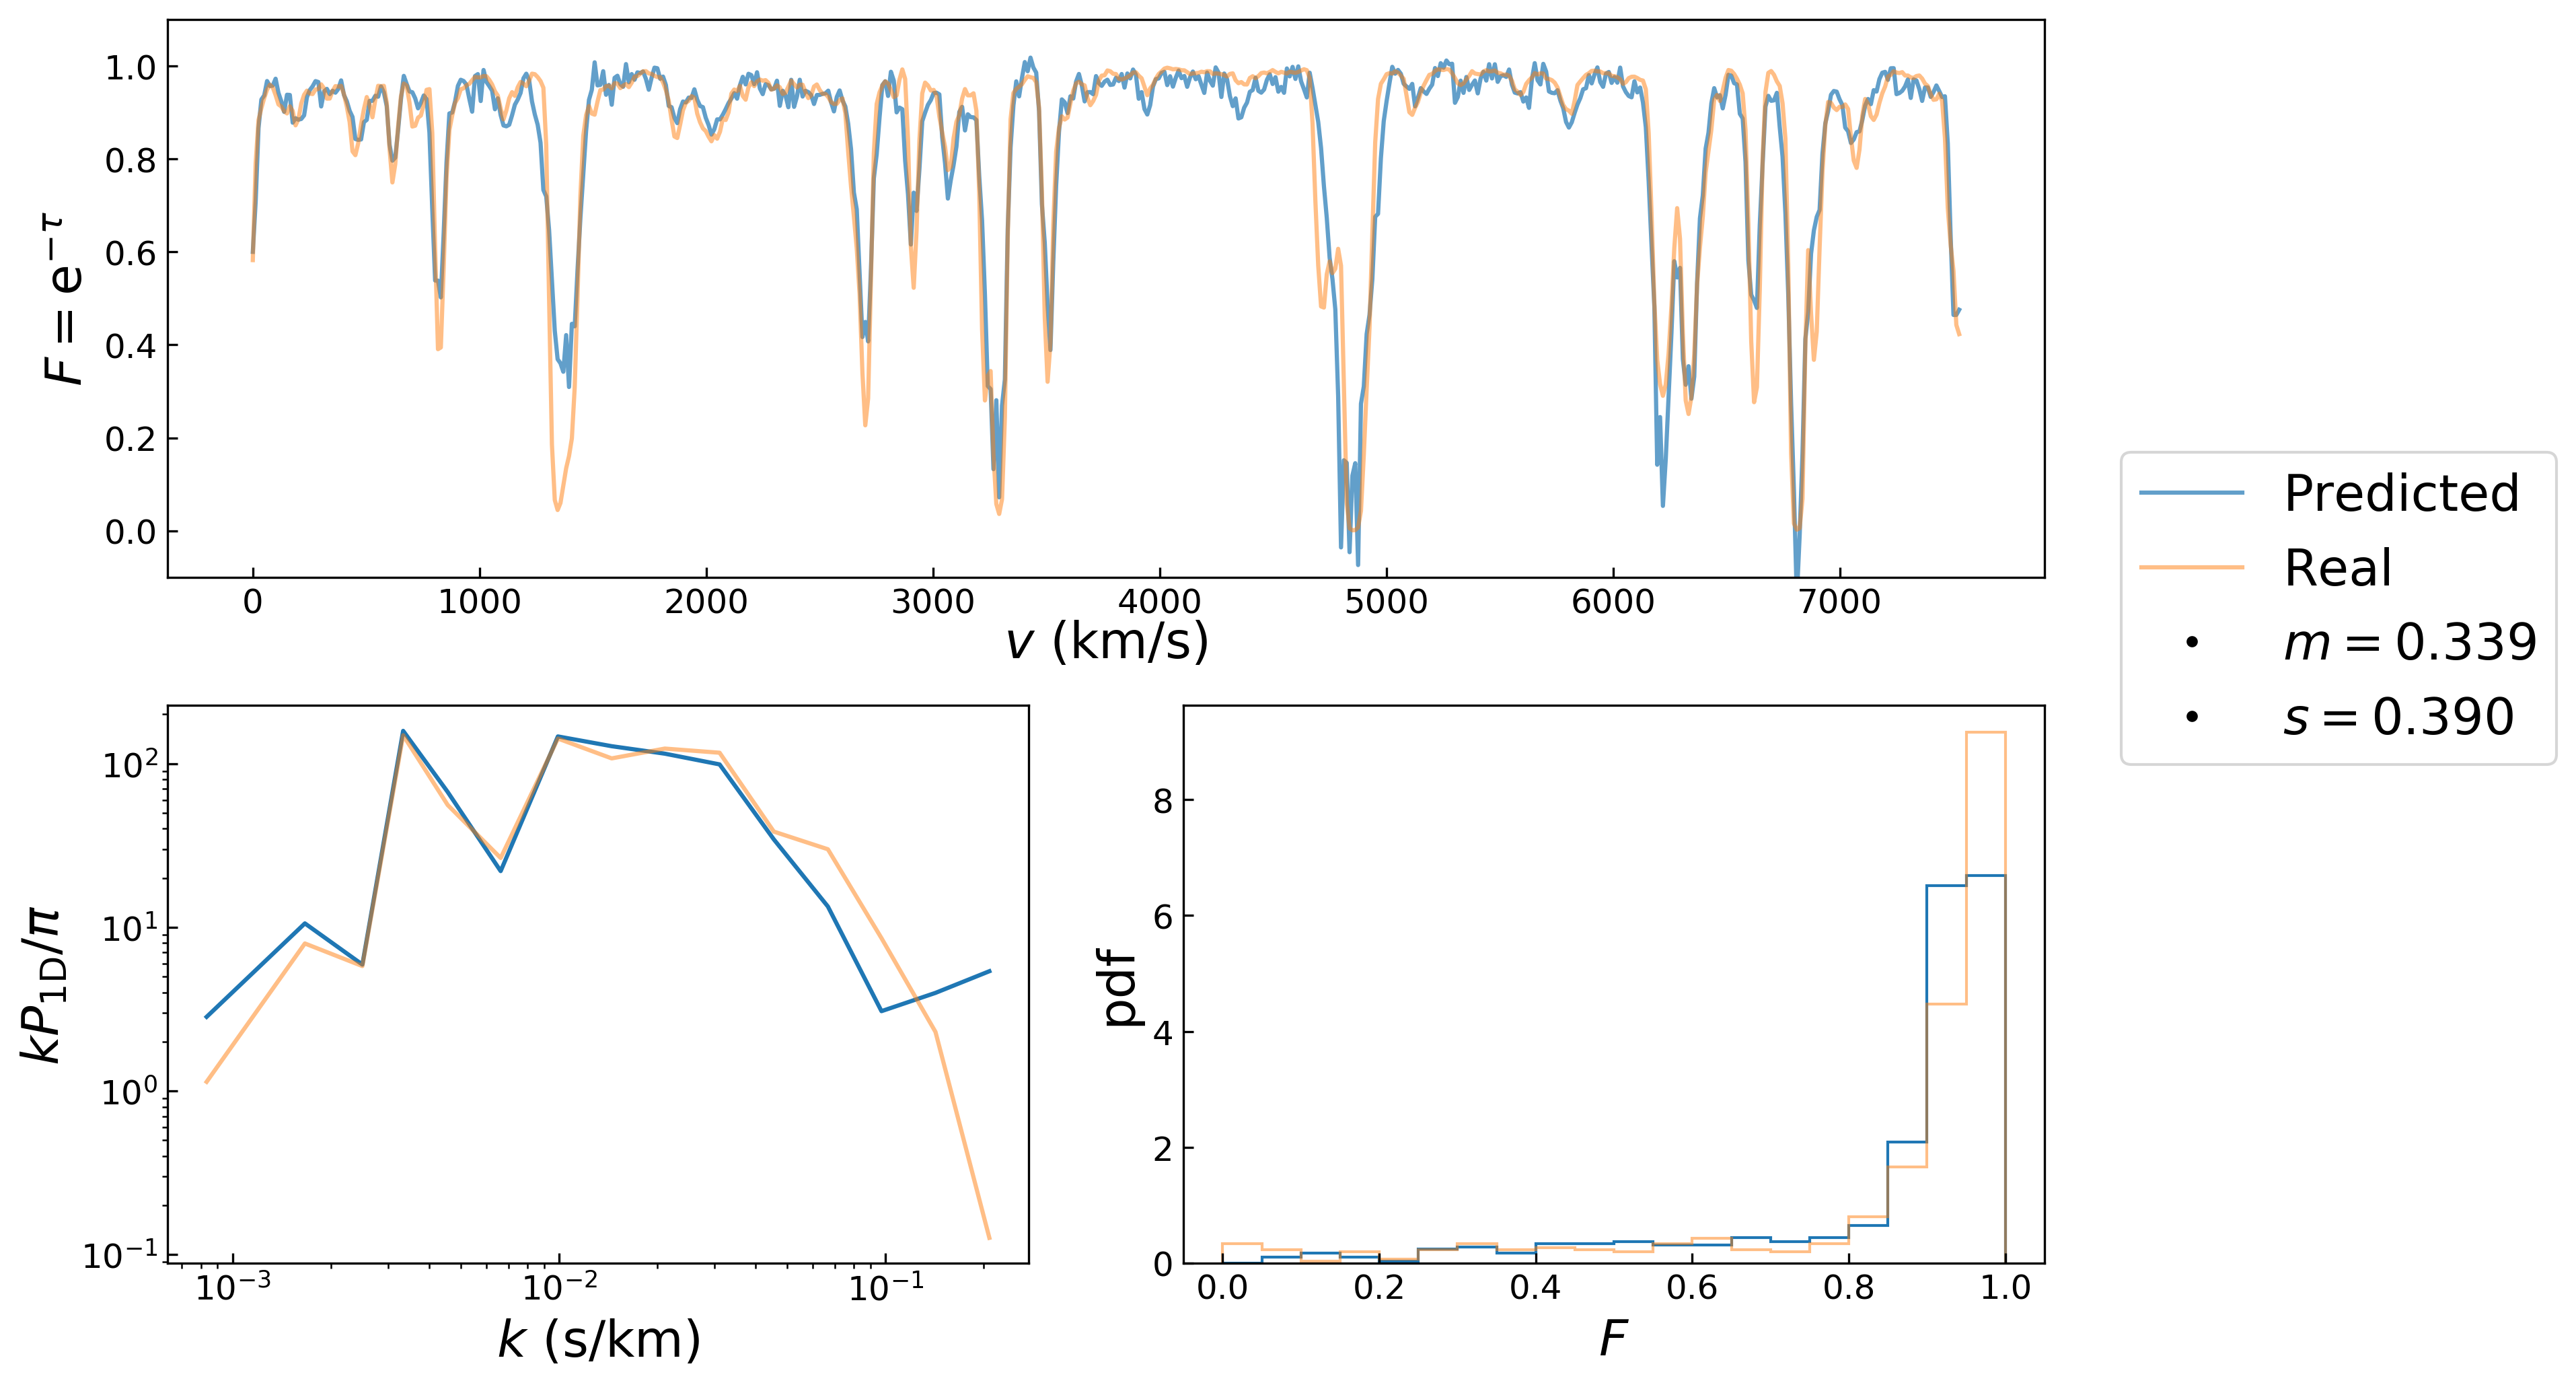 F = e^{−τ}
1.0
0.8
0.6
0.4
0.2
0.0
0 1000 2000 3000 4000 5000 6000 7000
v (km/s)
Predicted
Real
m = 0.339
s = 0.390
kP_{1D}/π
10^{2}
10^{1}
10^{0}
10^{−1}
10^{−3} 10^{−2} 10^{−1}
k (s/km)
pdf
8
6
4
2
0
0.0 0.2 0.4 0.6 0.8 1.0
F